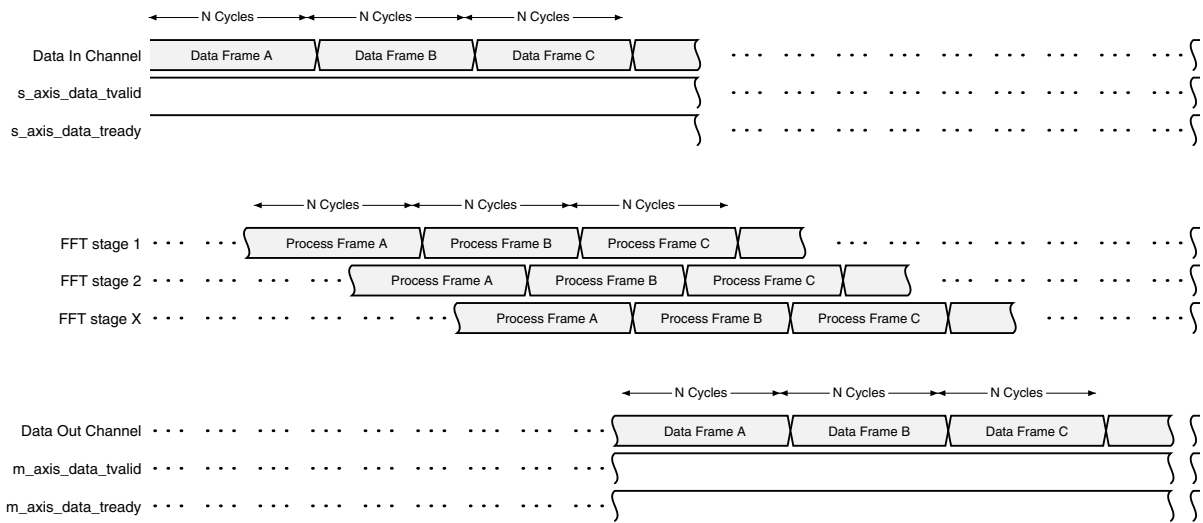 N Cycles N Cycles N Cycles
Data In Channel Data Frame A Data Frame B Data Frame C
s_axis_data_tvalid
s_axis_data_tready
N Cycles N Cycles N Cycles
FFT stage 1 Process Frame A Process Frame B Process Frame C
FFT stage 2 Process Frame A Process Frame B Process Frame C
FFT stage X Process Frame A Process Frame B Process Frame C
N Cycles N Cycles N Cycles
Data Out Channel Data Frame A Data Frame B Data Frame C
m_axis_data_tvalid
m_axis_data_tready